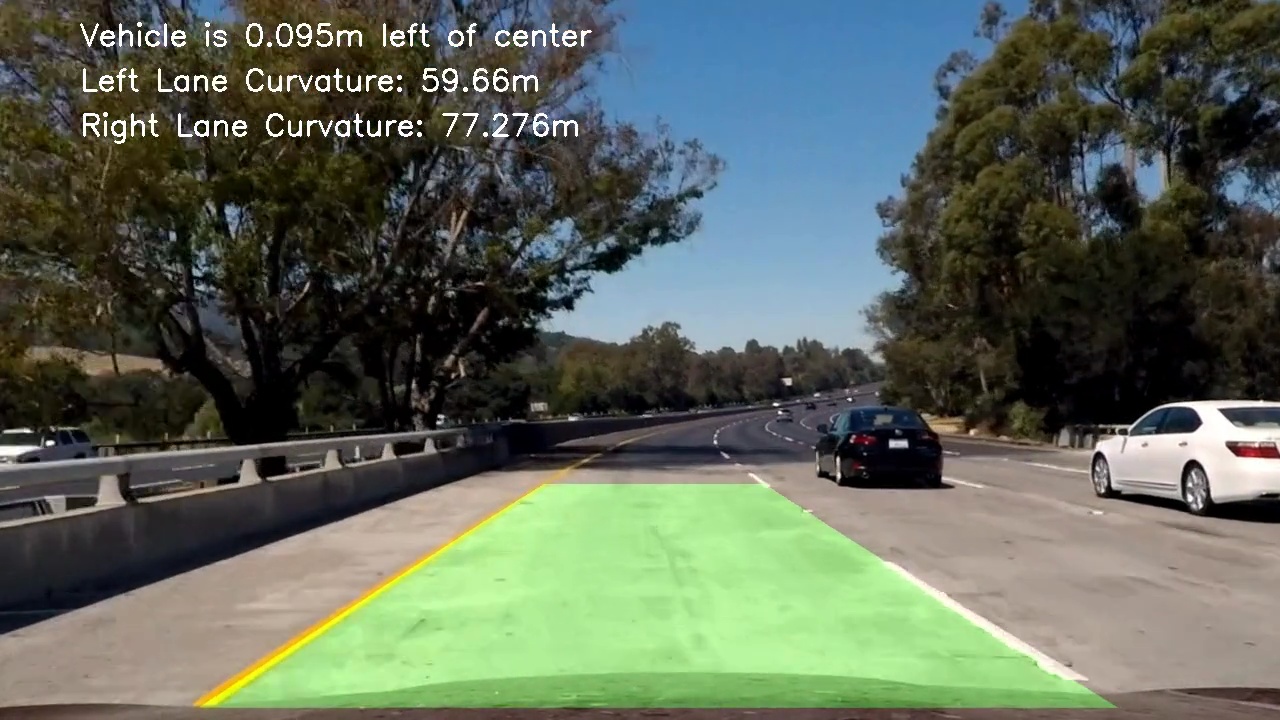 Vehicle is 0.095m left of center
Left Lane Curvature: 59.66m
Right Lane Curvature: 77.276m